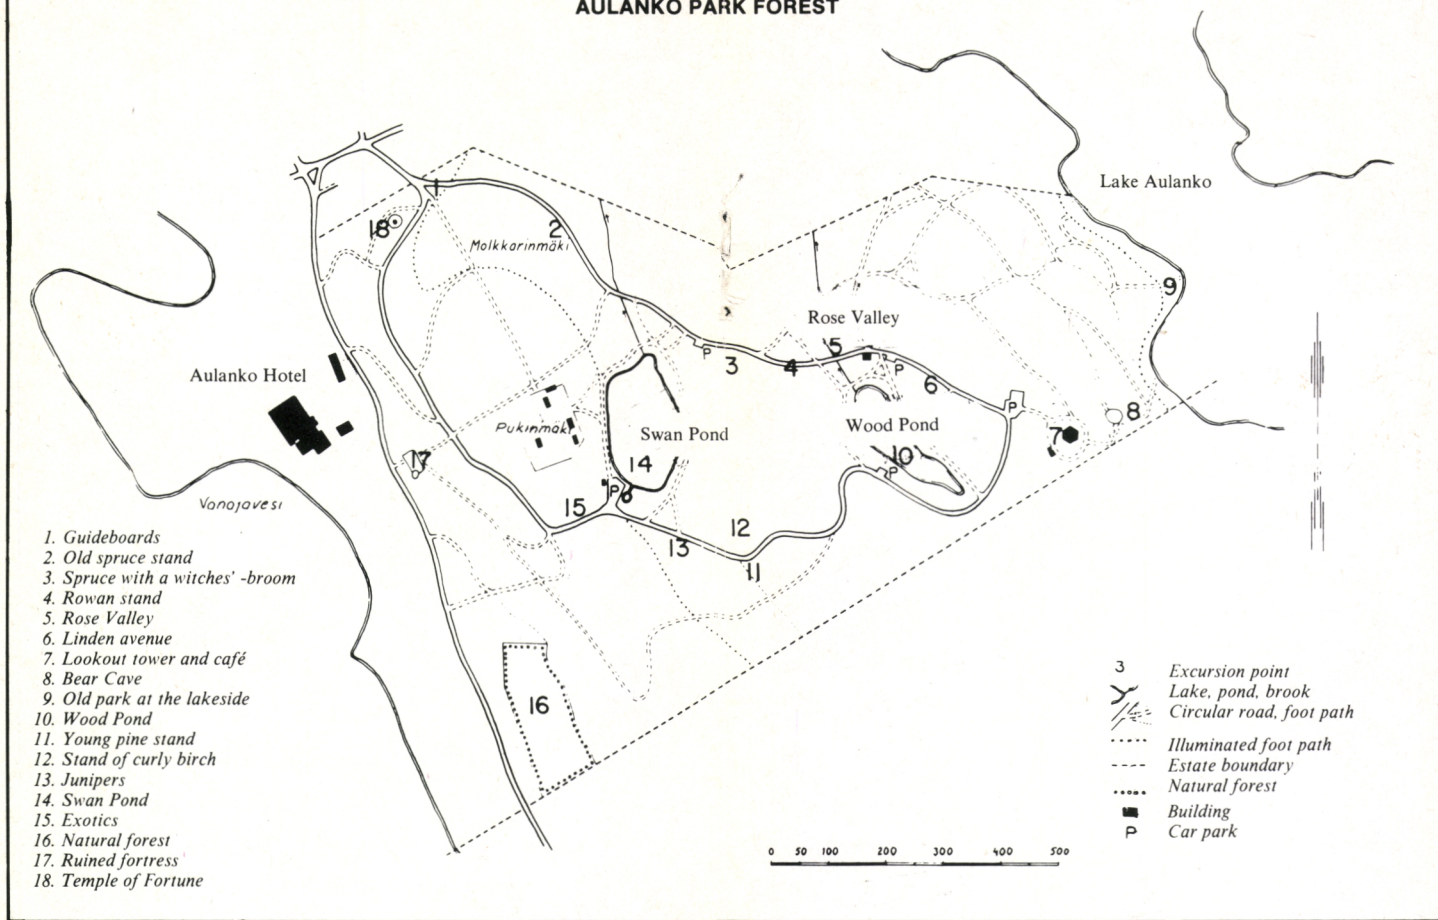 AULANKO PARK FOREST
Lake Aulanko
1
18
2
Molkkarinmäki
9
Rose Valley
P
3
4
5
P
6
Aulanko Hotel
P
8
Pukinmäki
Swan Pond
Wood Pond
7
17
14
10
P
P
Vanajavesi
15
12
13
11
16
1. Guideboards
2. Old spruce stand
3. Spruce with a witches' -broom
4. Rowan stand
5. Rose Valley
6. Linden avenue
7. Lookout tower and café
8. Bear Cave
9. Old park at the lakeside
10. Wood Pond
11. Young pine stand
12. Stand of curly birch
13. Junipers
14. Swan Pond
15. Exotics
16. Natural forest
17. Ruined fortress
18. Temple of Fortune
3 Excursion point
Lake, pond, brook
Circular road, foot path
Illuminated foot path
Estate boundary
Natural forest
Building
P Car park
0 50 100 200 300 400 500